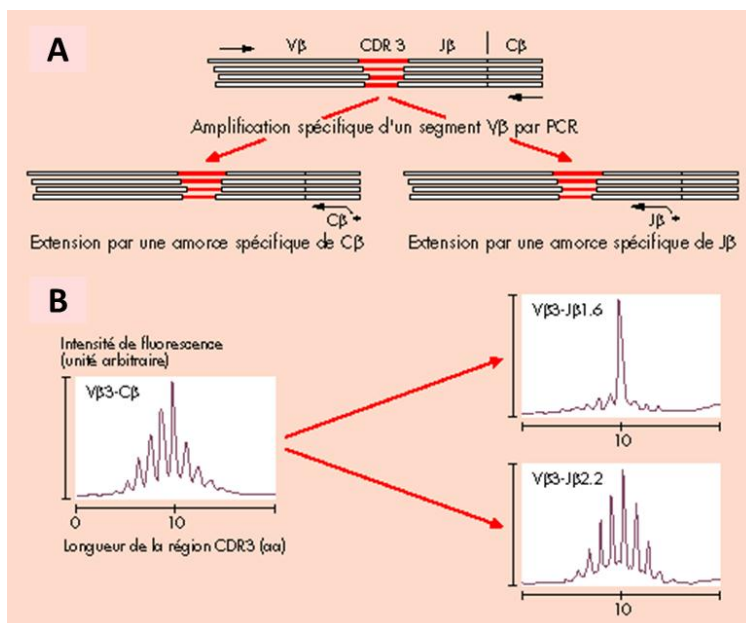 A
Vβ CDR 3 Jβ Cβ
Amplification spécifique d'un segment Vβ par PCR
Cβ *
Jβ *
Extension par une amorce spécifique de Cβ
Extension par une amorce spécifique de Jβ
B
Intensité de fluorescence
(unité arbitraire)
Vβ3-Cβ
0 10
Longueur de la région CDR3 (aa)
Vβ3-Jβ1.6
10
Vβ3-Jβ2.2
10